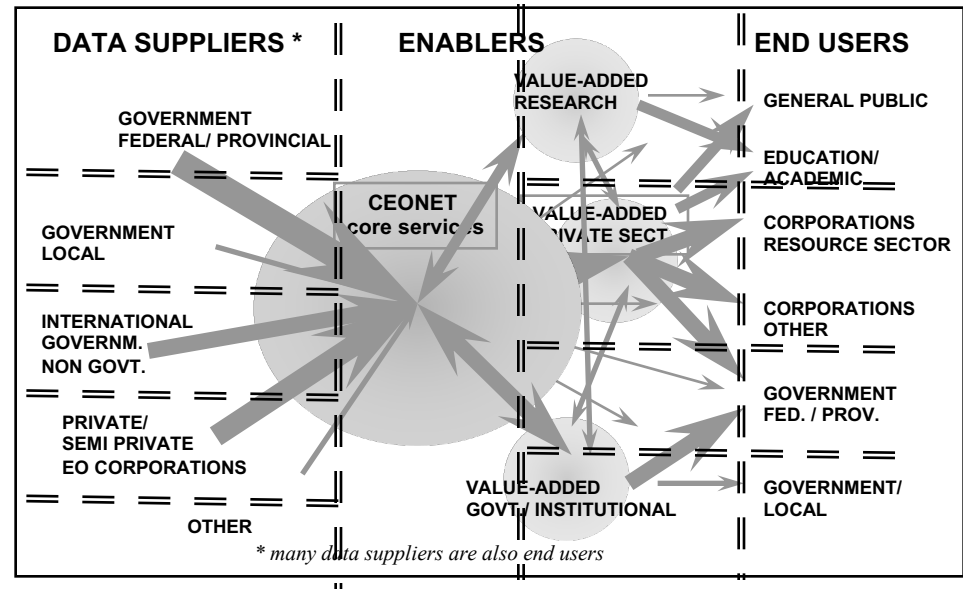 DATA SUPPLIERS *
ENABLERS
END USERS
GOVERNMENT
FEDERAL/ PROVINCIAL
GOVERNMENT
LOCAL
INTERNATIONAL
GOVERNM.
NON GOVT.
PRIVATE/
SEMI PRIVATE
EO CORPORATIONS
OTHER
CEONET
core services
VALUE-ADDED
RESEARCH
VALUE-ADDED
PRIVATE SECT.
VALUE-ADDED
GOVT./ INSTITUTIONAL
GENERAL PUBLIC
EDUCATION/
ACADEMIC
CORPORATIONS
RESOURCE SECTOR
CORPORATIONS
OTHER
GOVERNMENT
FED. / PROV.
GOVERNMENT/
LOCAL
* many data suppliers are also end users